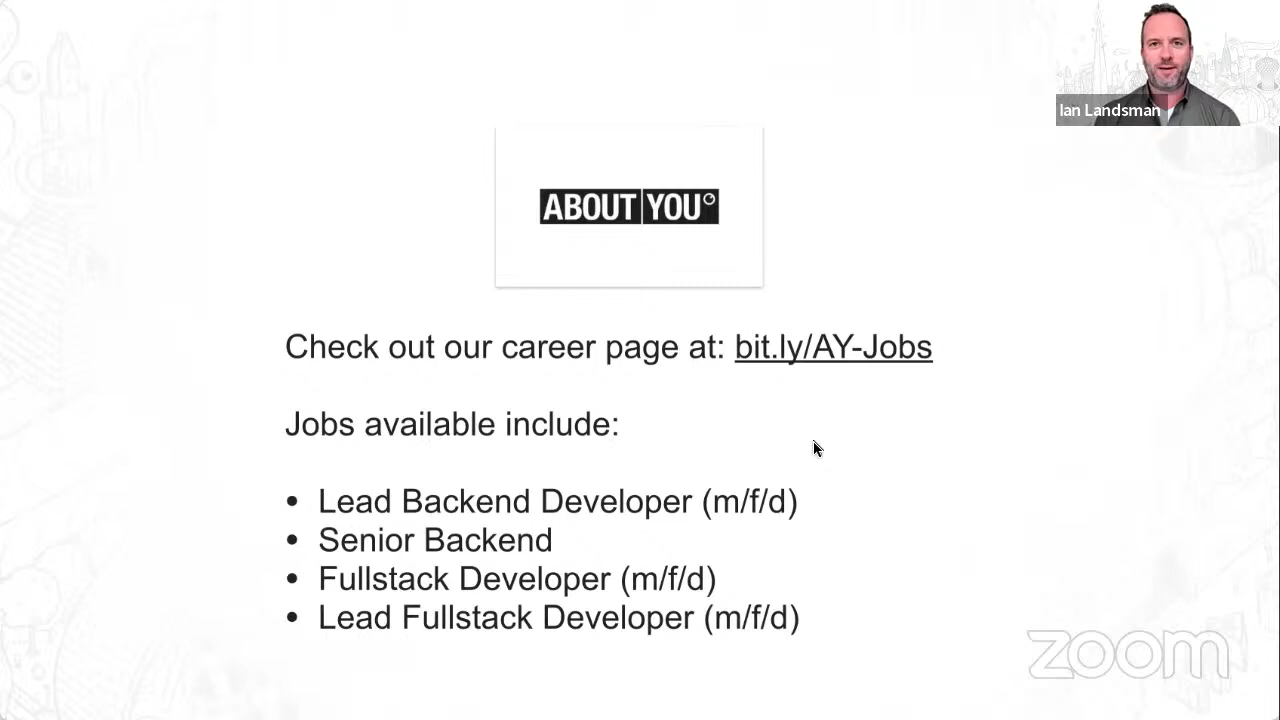 Ian Landsman
ABOUT YOU°
Check out our career page at: bit.ly/AY-Jobs
Jobs available include:
• Lead Backend Developer (m/f/d)
• Senior Backend
• Fullstack Developer (m/f/d)
• Lead Fullstack Developer (m/f/d)
zoom